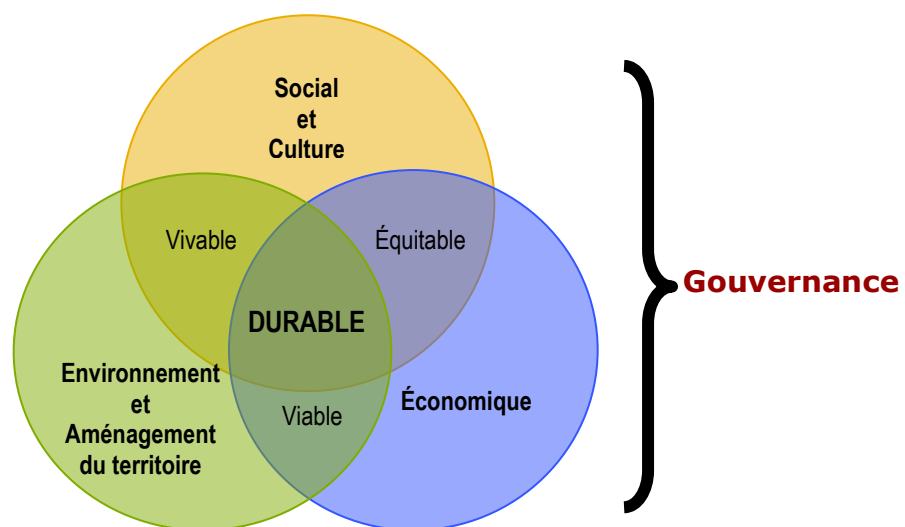 Social
et
Culture
Vivable
Équitable
Gouvernance
DURABLE
Environnement
et
Aménagement
du territoire
Économique
Viable